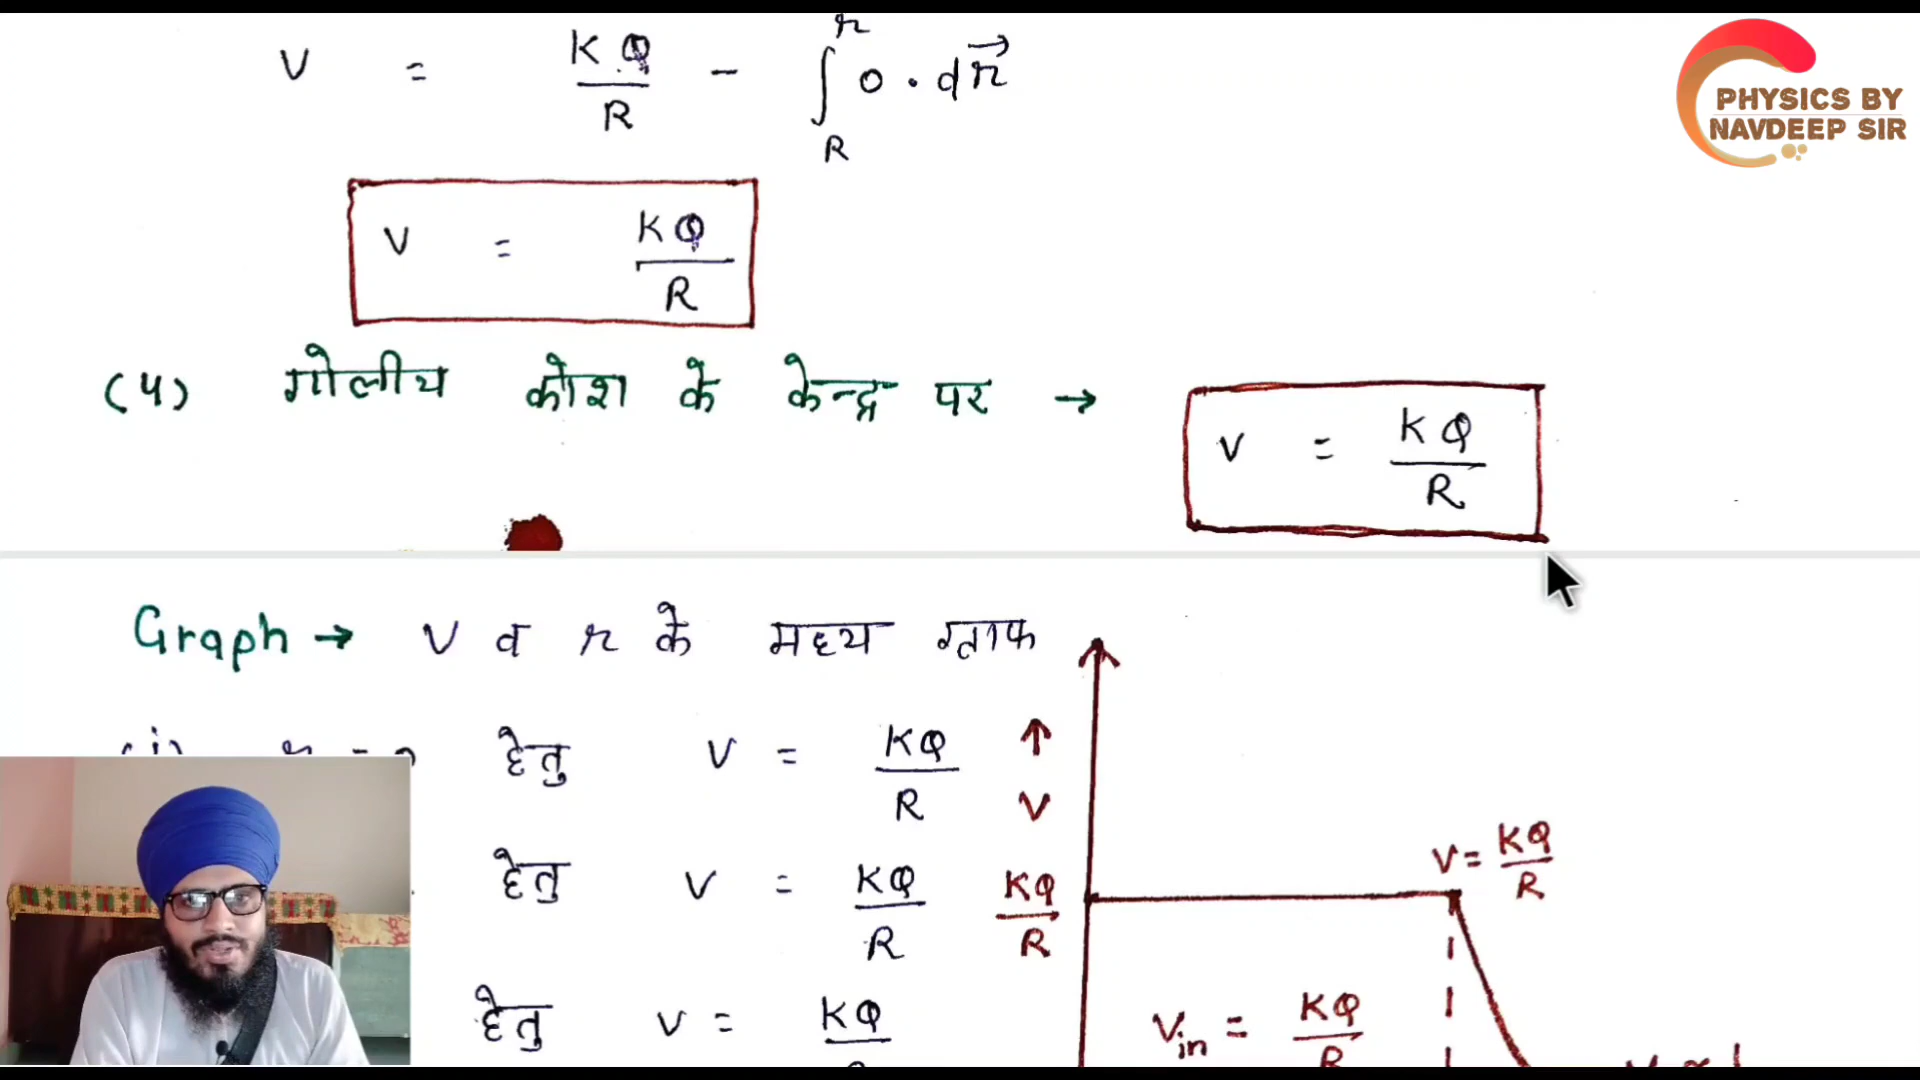 V = KQ/R - ∫_R^r 0 · dr⃗
PHYSICS BY
NAVDEEP SIR
V = KQ/R
(4) गोलीय कोश के केन्द्र पर →
V = KQ/R
Graph → V व r के मध्य ग्राफ
हेतु V = KQ/R
↑
V
हेतु V = KQ/R
KQ/R
V = KQ/R
हेतु V = KQ
V_in = KQ/R